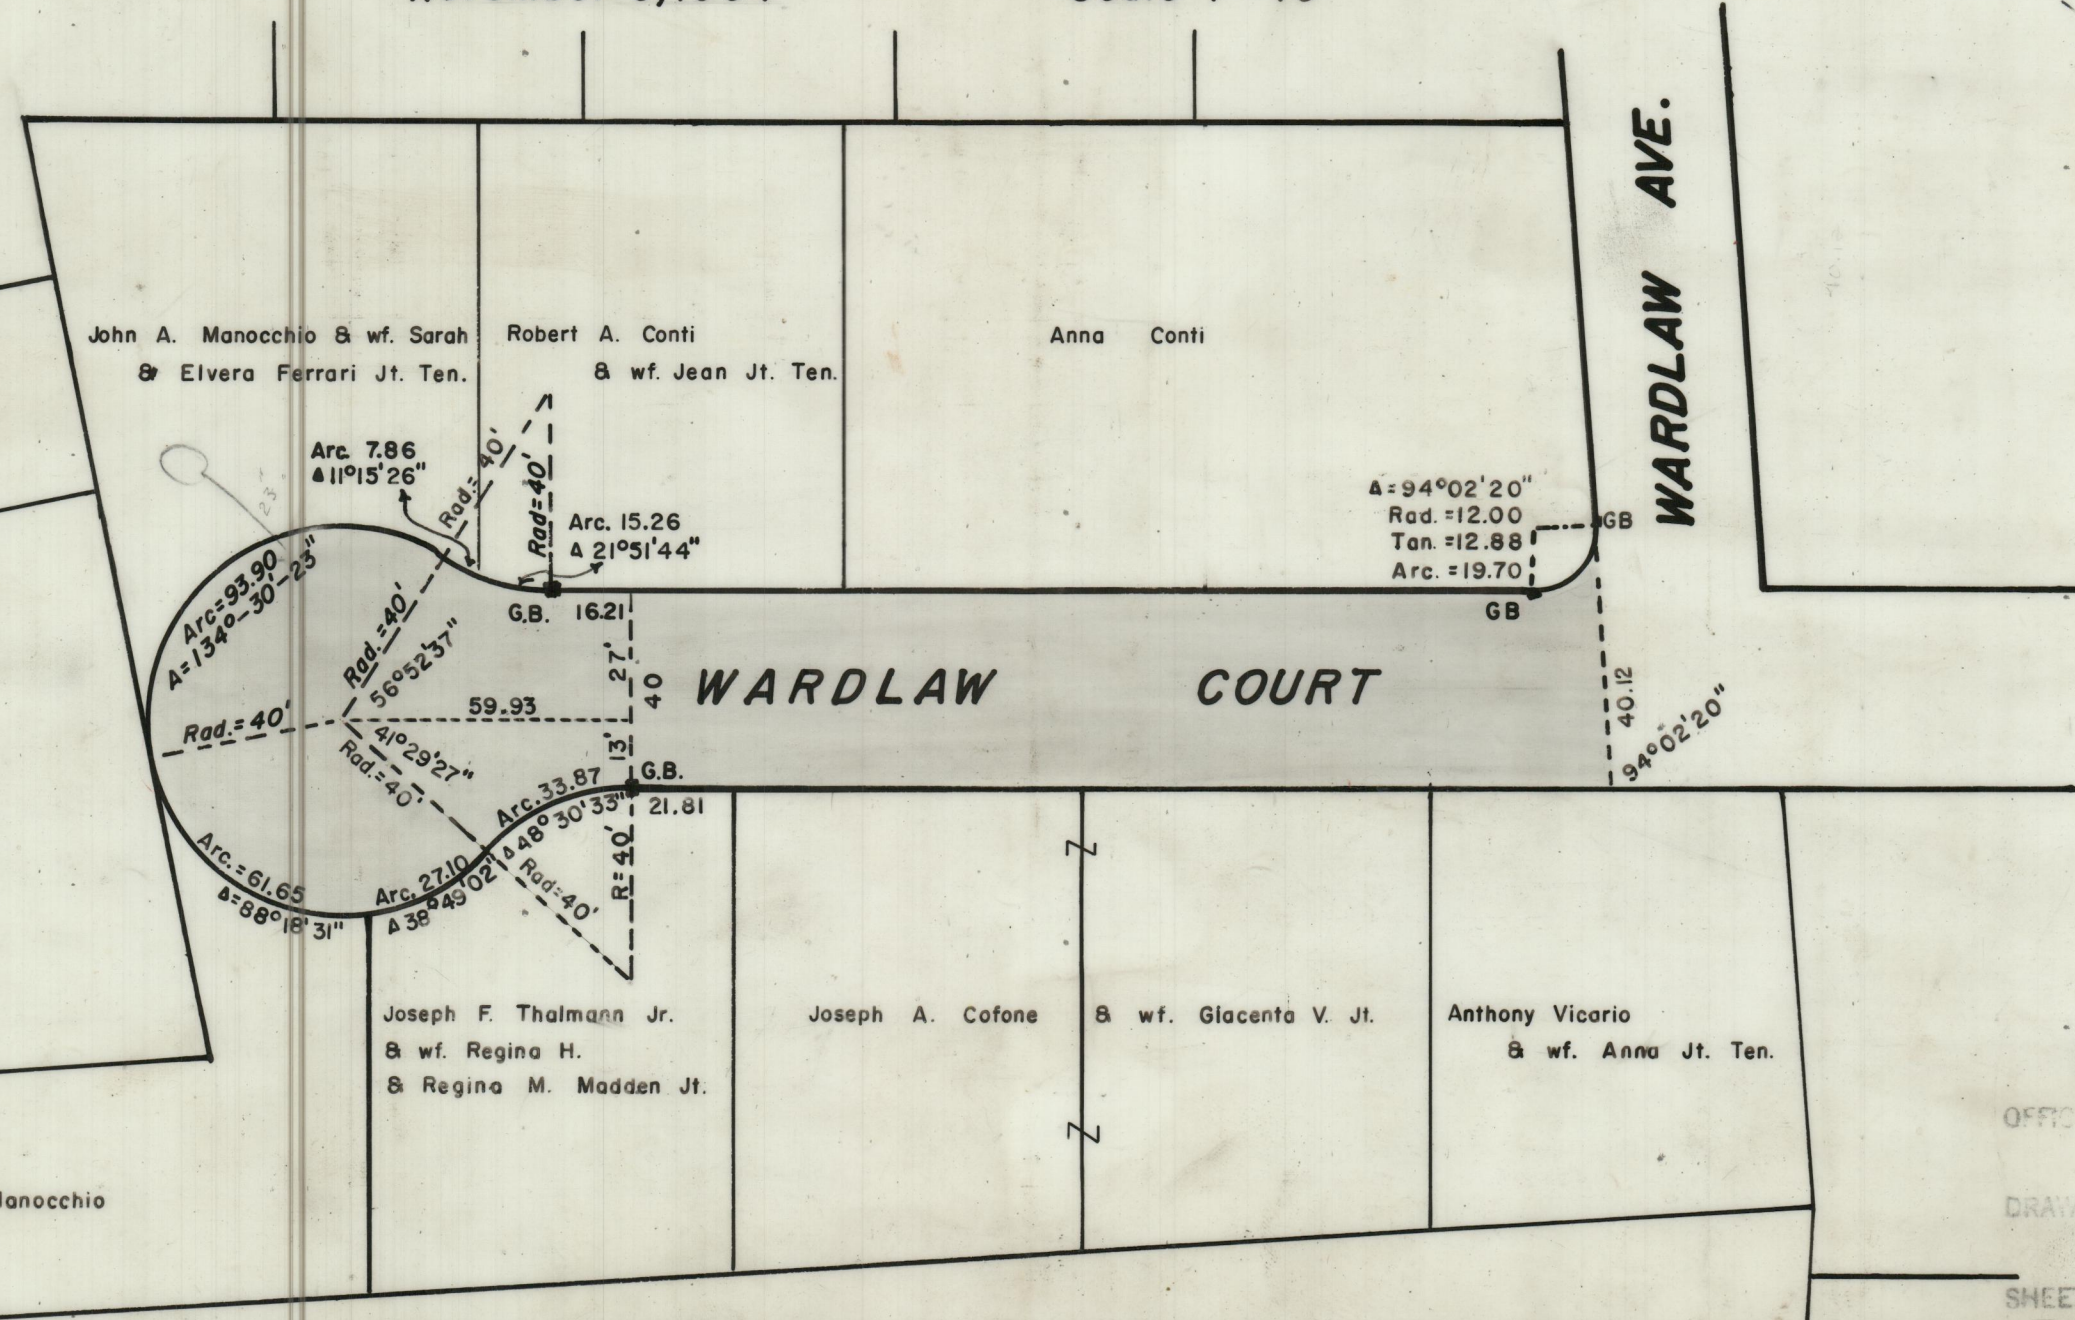 John A. Manocchio & wf. Sarah
& Elvera Ferrari Jt. Ten.
Robert A. Conti
& wf. Jean Jt. Ten.
Anna Conti
WARDLAW AVE.
Arc. 7.86
Δ 11°15'26"
Rad.= 40'
Rad=40'
Arc. 15.26
Δ 21°51'44"
23'
Δ=94°02'20"
Rad.=12.00
Tan.=12.88
Arc.=19.70
GB
GB
Arc=93.90
Δ=134°-30'-23"
G.B. 16.21
Rad.=40'
56°52'37"
27'
40
WARDLAW COURT
59.93
Rad.=40'
41°29'27"
Rad.=40'
13'
40.12
94°02'20"
G.B.
21.81
Arc.33.87
Δ48°30'33"
Arc.=61.65
Δ=88°18'31"
Arc. 27.10
Δ 38°49'02"
Rad=40'
R=40'
Joseph F. Thalmann Jr.
& wf. Regina H.
& Regina M. Madden Jt.
Joseph A. Cofone & wf. Giacenta V. Jt.
Anthony Vicario
& wf. Anna Jt. Ten.
anocchio
OFFIC
DRAW
SHEE